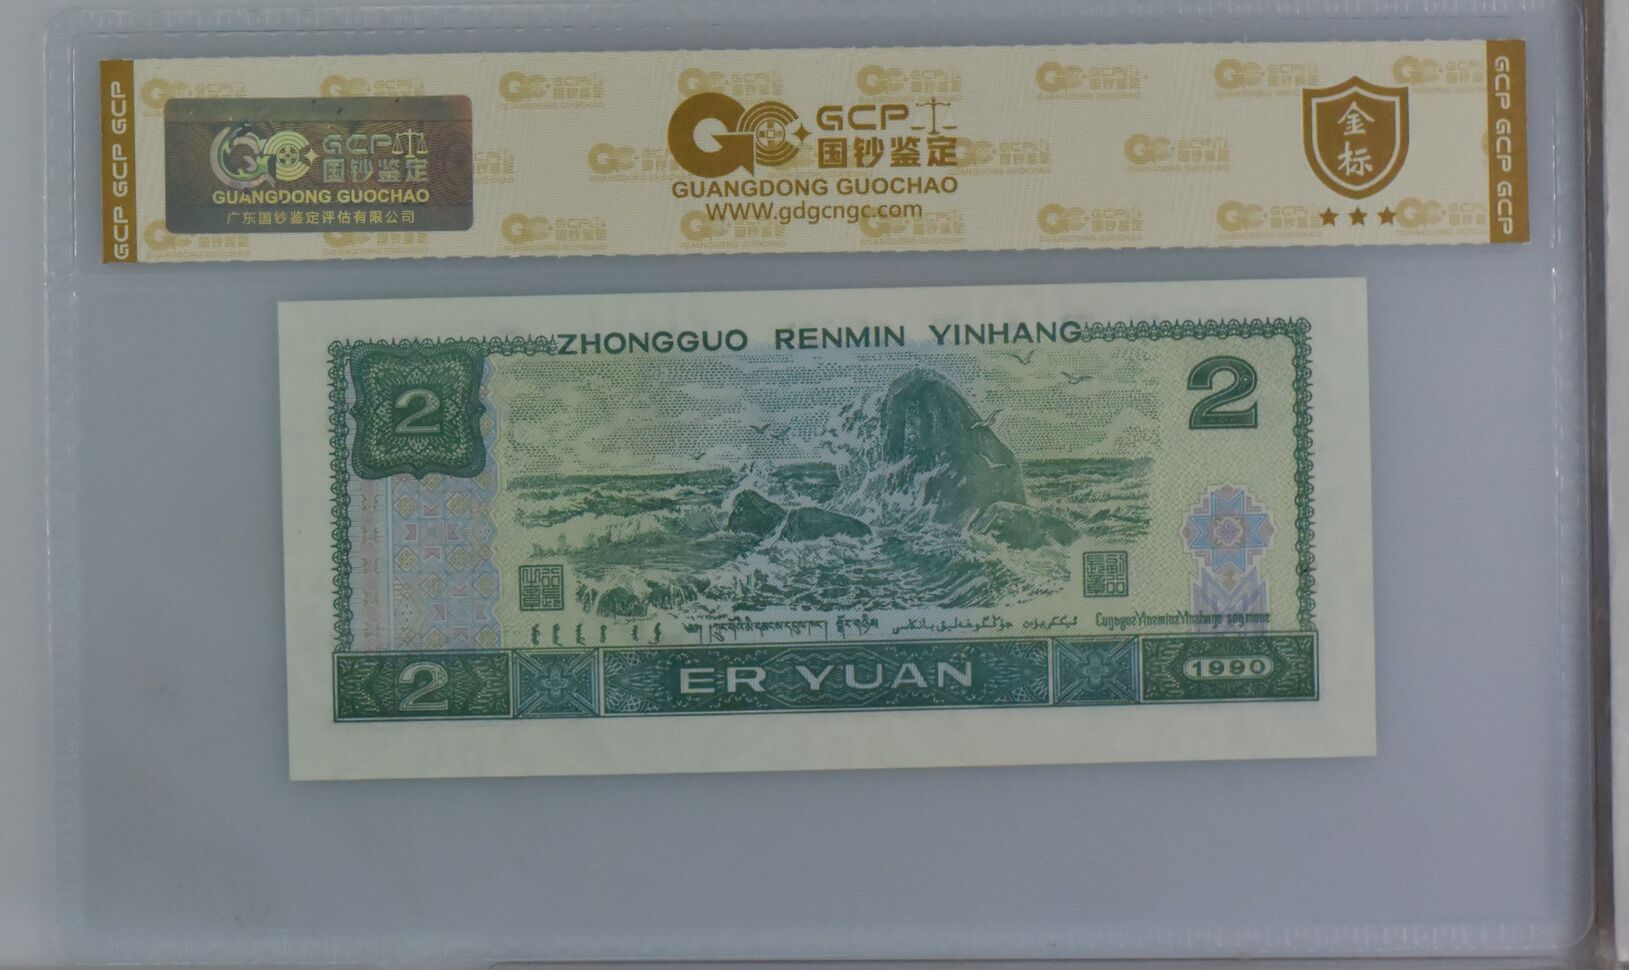 GCP GCP GCP
GCP
国钞鉴定
GUANGDONG GUOCHAO
广东国钞鉴定评估有限公司
GCP
国钞鉴定
GUANGDONG GUOCHAO
WWW.gdgcngc.com
金标
GCP GCP GCP
ZHONGGUO RENMIN YINHANG
2
2
2
ER YUAN
1990